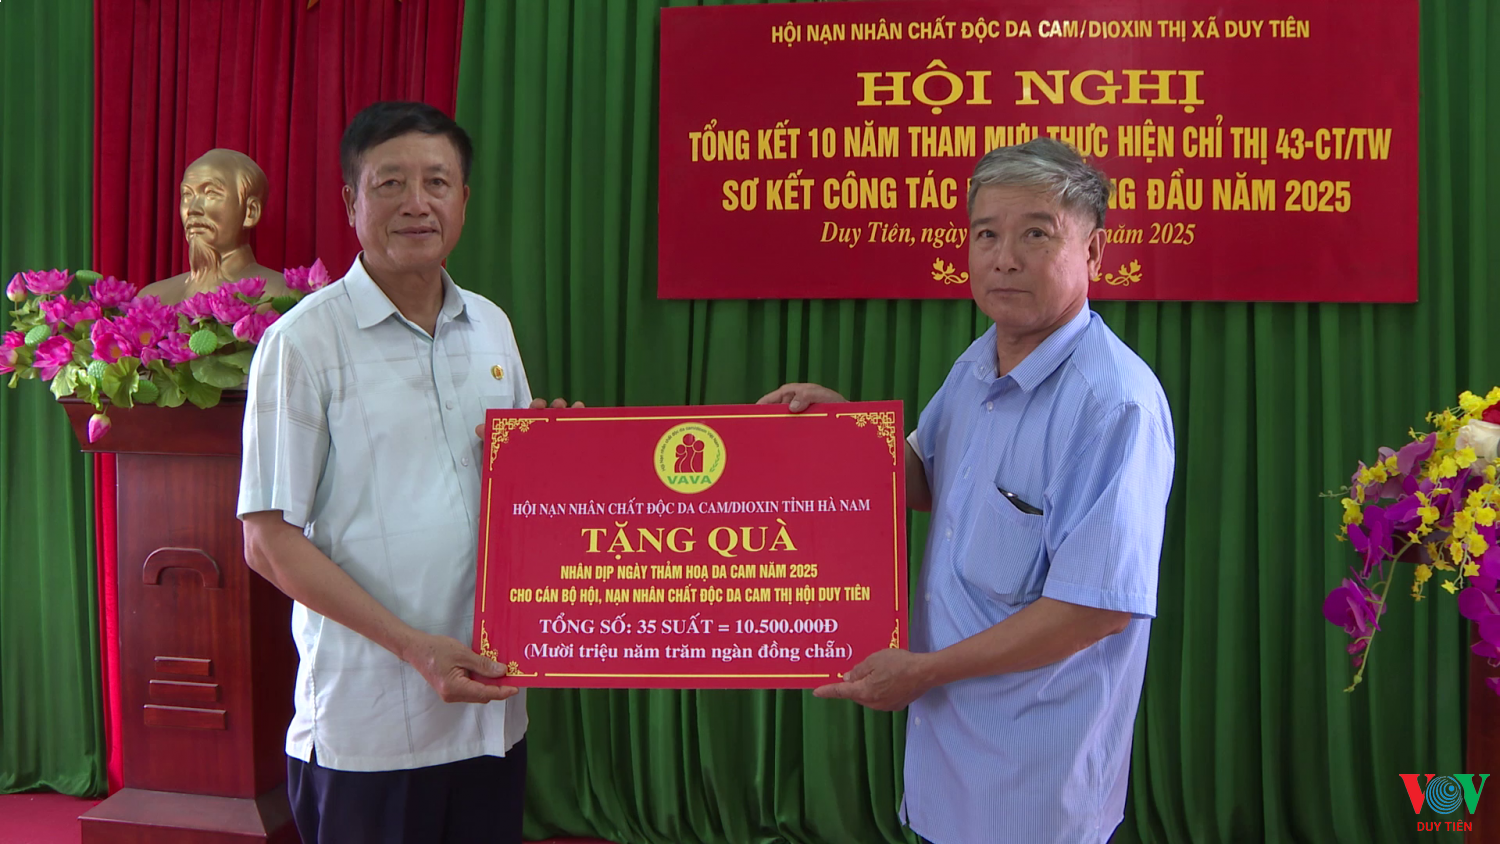 HỘI NẠN NHÂN CHẤT ĐỘC DA CAM/DIOXIN THỊ XÃ DUY TIÊN
HỘI NGHỊ
TỔNG KẾT 10 NĂM THAM MƯU THỰC HIỆN CHỈ THỊ 43-CT/TW
SƠ KẾT CÔNG TÁC ĐẦU NĂM 2025
Duy Tiên, ngày năm 2025
VAVA
HỘI NẠN NHÂN CHẤT ĐỘC DA CAM/DIOXIN TỈNH HÀ NAM
TẶNG QUÀ
NHÂN DỊP NGÀY THẢM HOẠ DA CAM NĂM 2025
CHO CÁN BỘ HỘI, NẠN NHÂN CHẤT ĐỘC DA CAM THỊ HỘI DUY TIÊN
TỔNG SỐ: 35 SUẤT = 10.500.000Đ
(Mười triệu năm trăm ngàn đồng chẵn)
VOV
DUY TIÊN